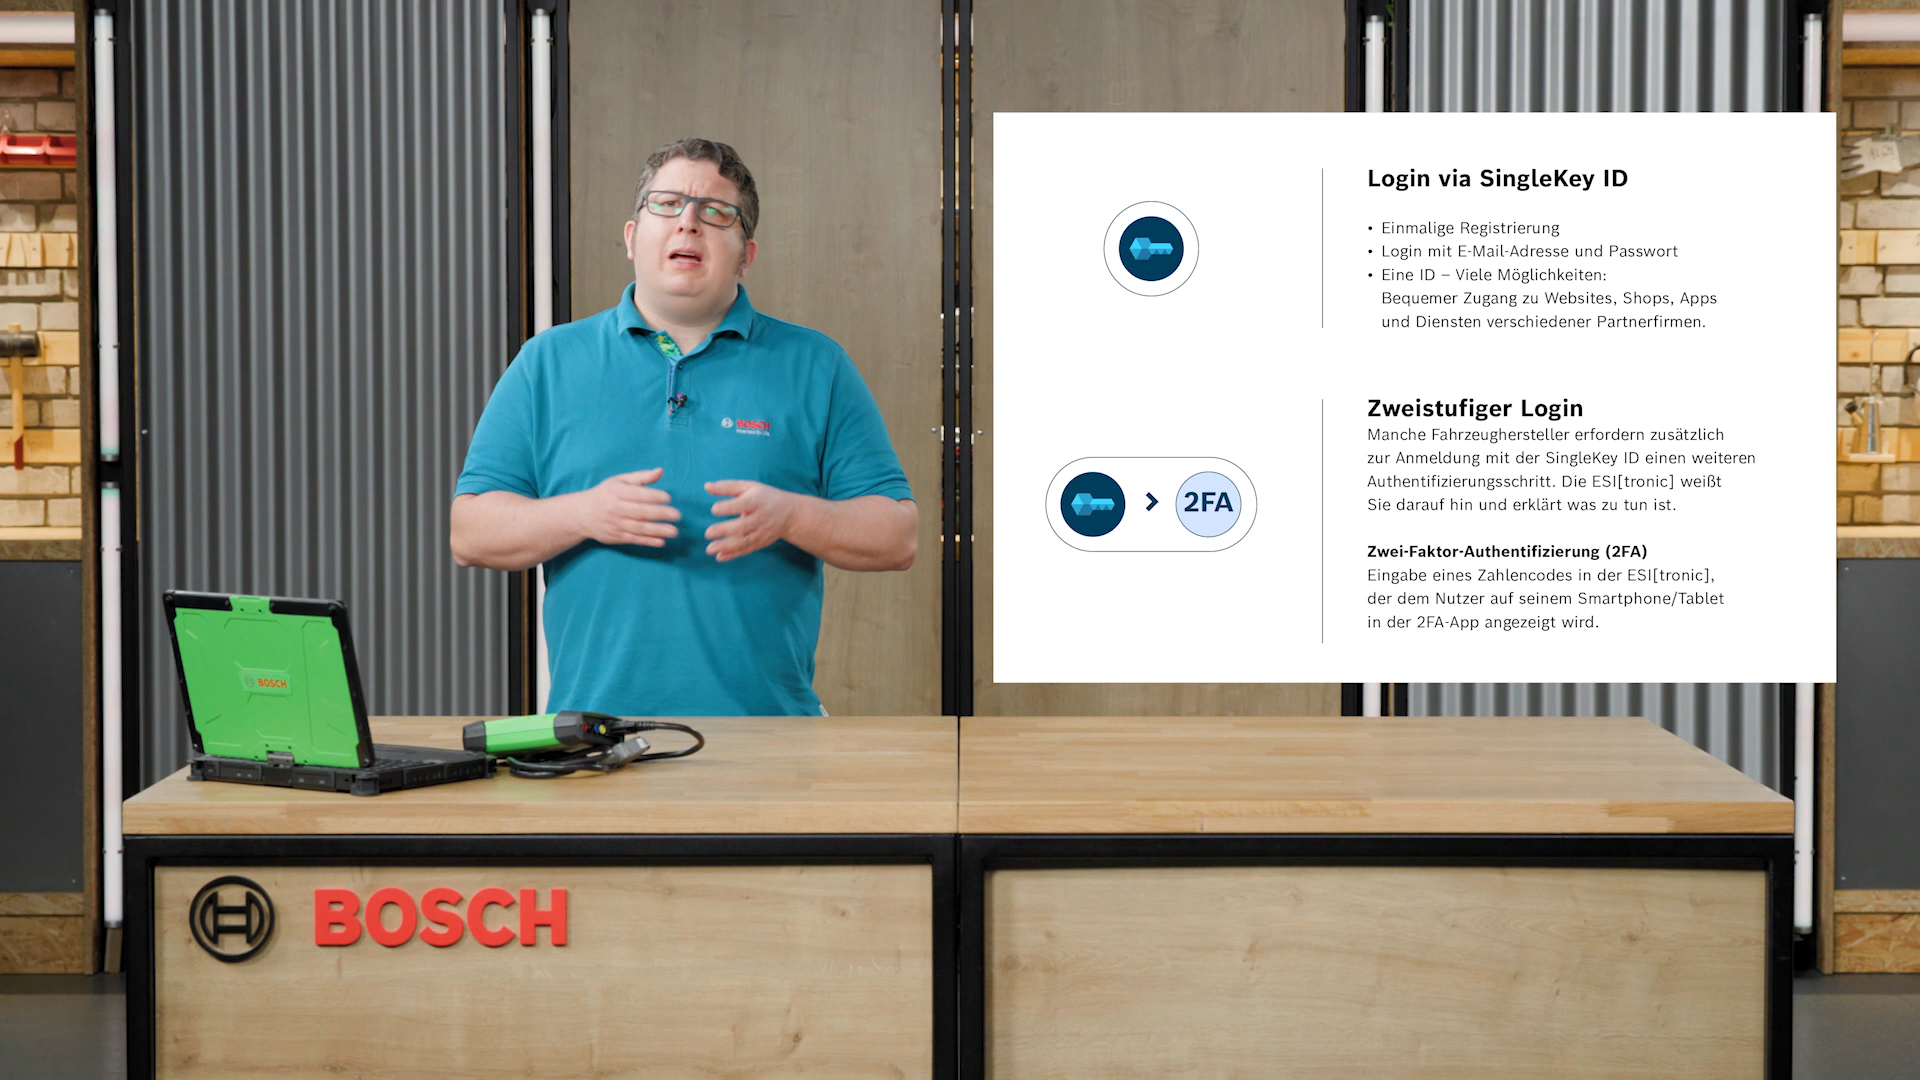 Login via SingleKey ID
• Einmalige Registrierung
• Login mit E-Mail-Adresse und Passwort
• Eine ID – Viele Möglichkeiten:
Bequemer Zugang zu Websites, Shops, Apps
und Diensten verschiedener Partnerfirmen.
Zweistufiger Login
Manche Fahrzeughersteller erfordern zusätzlich
zur Anmeldung mit der SingleKey ID einen weiteren
Authentifizierungsschritt. Die ESI[tronic] weißt
Sie darauf hin und erklärt was zu tun ist.
2FA
Zwei-Faktor-Authentifizierung (2FA)
Eingabe eines Zahlencodes in der ESI[tronic],
der dem Nutzer auf seinem Smartphone/Tablet
in der 2FA-App angezeigt wird.
BOSCH
BOSCH
BOSCH